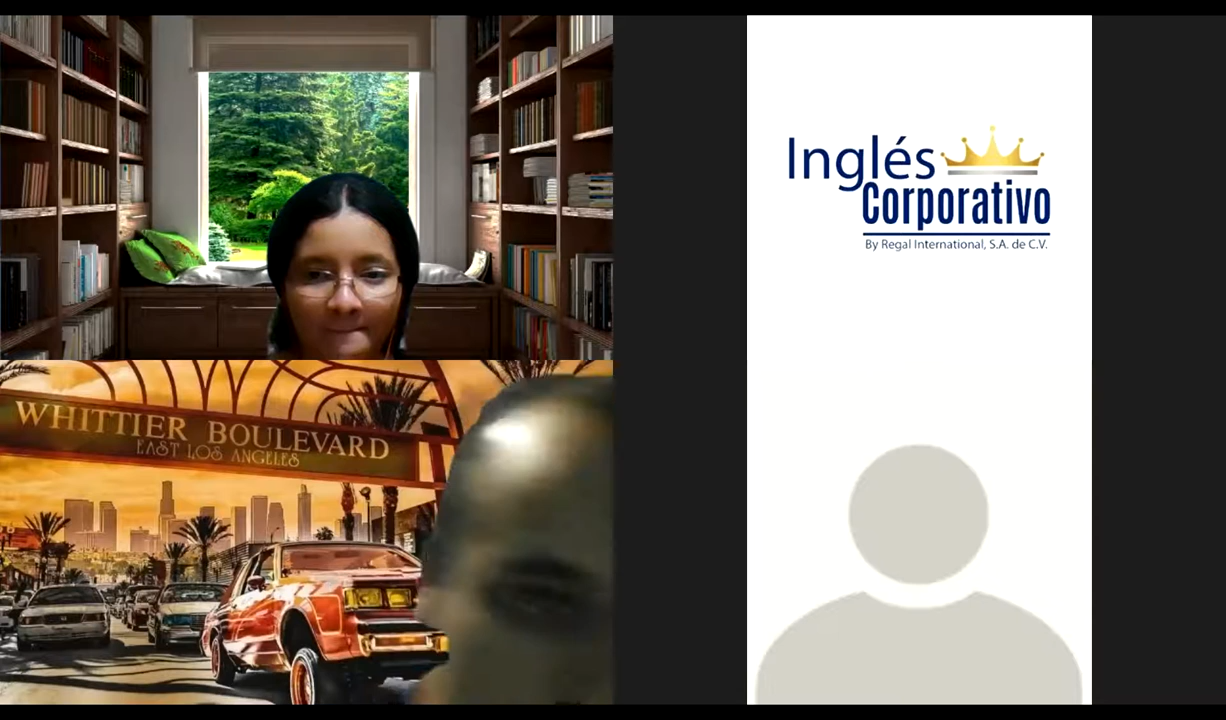 WHITTIER BOULEVARD
EAST LOS ANGELES
Inglés
Corporativo
By Regal International, S.A. de C.V.